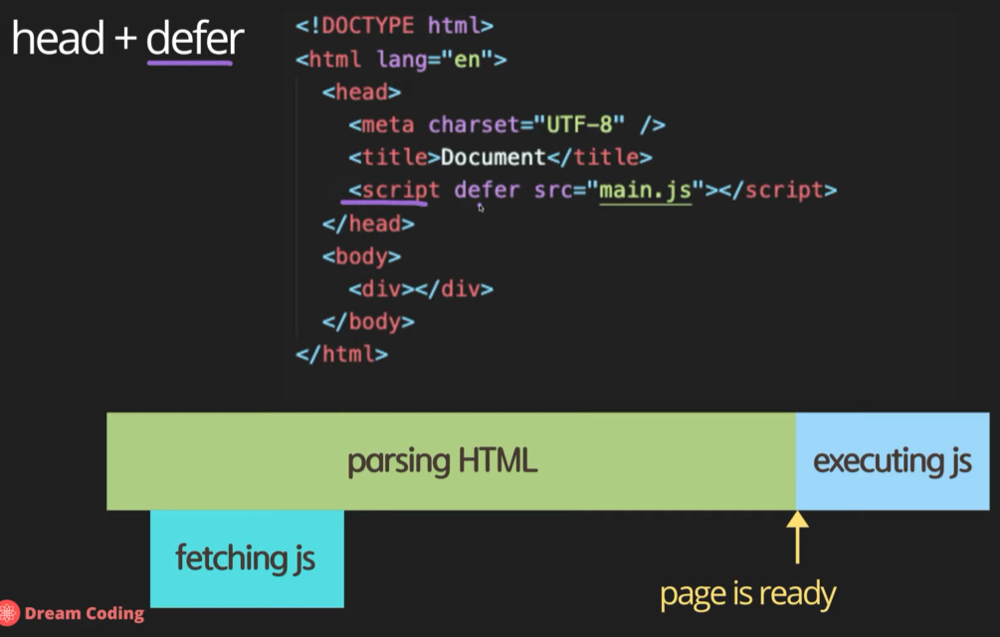 head + defer
<!DOCTYPE html>
<html lang="en">
<head>
<meta charset="UTF-8" />
<title>Document</title>
<script defer src="main.js"></script>
</head>
<body>
<div></div>
</body>
</html>
parsing HTML
executing js
fetching js
page is ready
Dream Coding